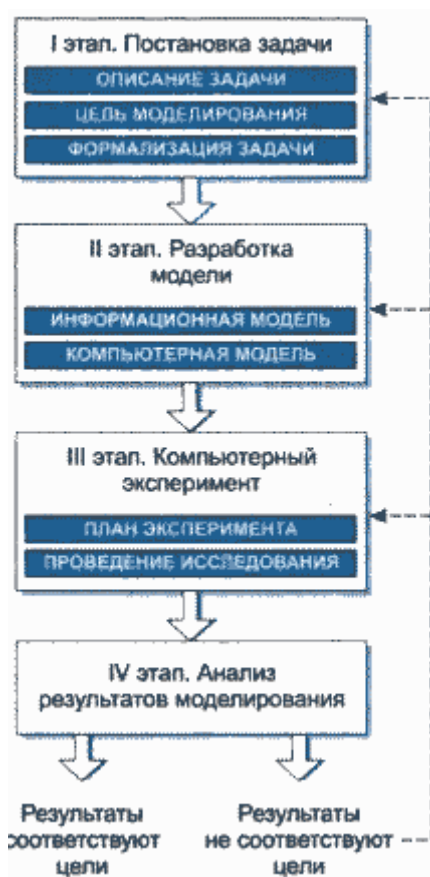 I этап. Постановка задачи
ОПИСАНИЕ ЗАДАЧИ
ЦЕЛЬ МОДЕЛИРОВАНИЯ
ФОРМАЛИЗАЦИЯ ЗАДАЧИ
II этап. Разработка
модели
ИНФОРМАЦИОННАЯ МОДЕЛЬ
КОМПЬЮТЕРНАЯ МОДЕЛЬ
III этап. Компьютерный
эксперимент
ПЛАН ЭКСПЕРИМЕНТА
ПРОВЕДЕНИЕ ИССЛЕДОВАНИЯ
IV этап. Анализ
результатов моделирования
Результаты
соответствуют
цели
Результаты
не соответствуют
цели